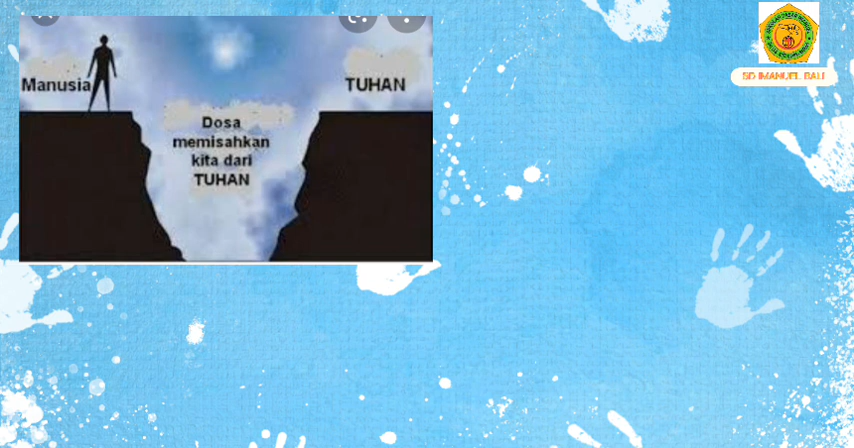 Manusia
TUHAN
Dosa
memisahkan
kita dari
TUHAN
SD IMANUEL BALI